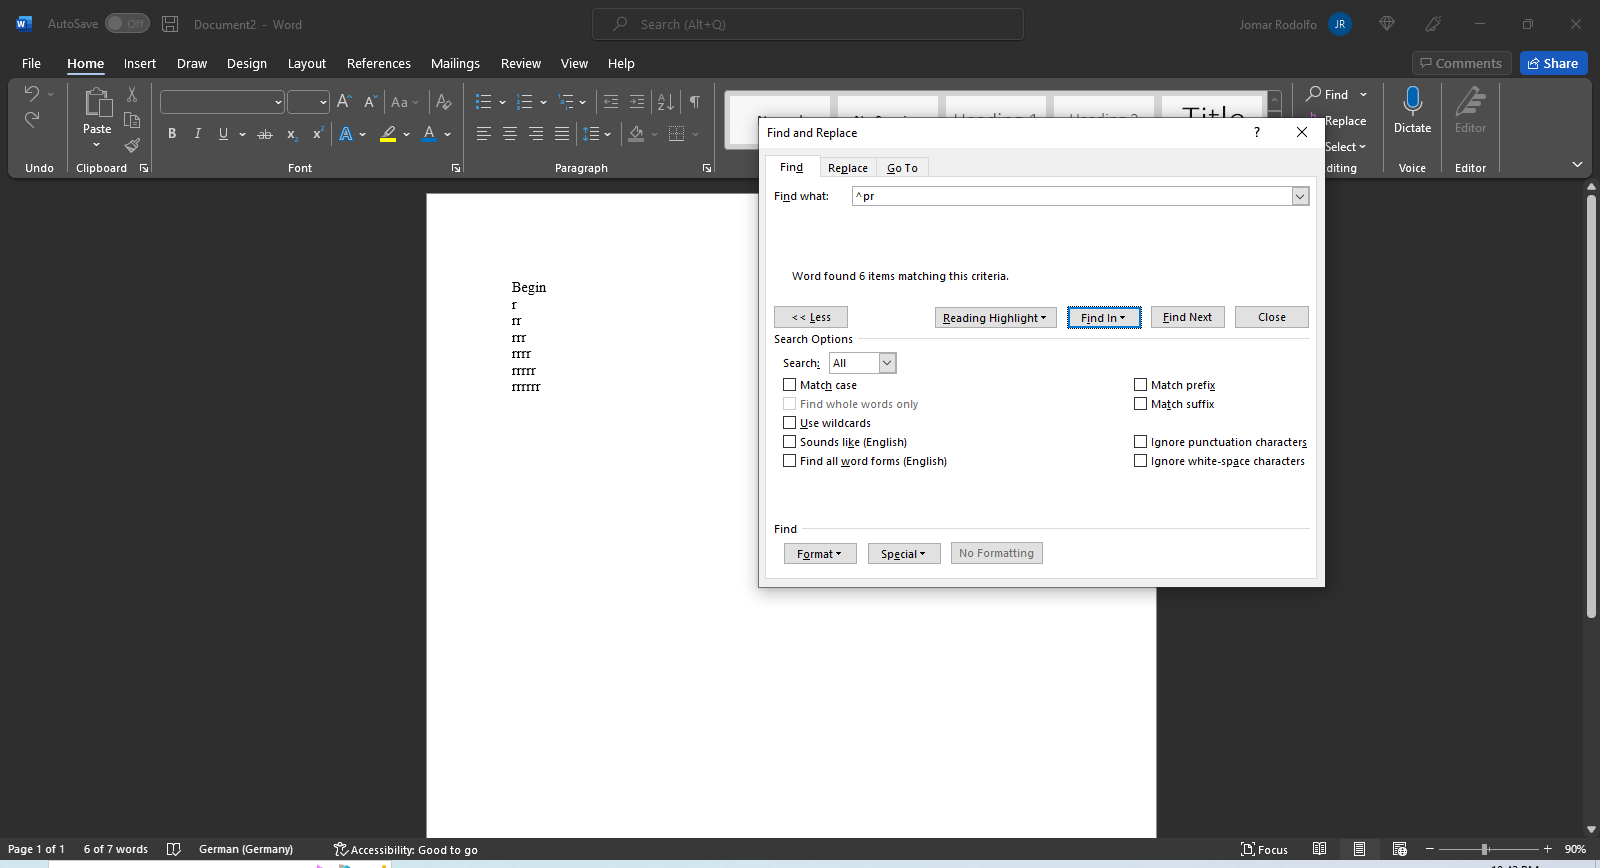 AutoSave Off Document2 - Word Search (Alt+Q) Jomar Rodolfo JR
File Home Insert Draw Design Layout References Mailings Review View Help Comments Share
Paste Aa Title Find Dictate Editor
Replace
B I U ab x₂ x² A A Select
Undo Clipboard Font Paragraph diting Voice Editor
Find and Replace ?
Find Replace Go To
Find what: ^pr
Word found 6 items matching this criteria.
<< Less Reading Highlight Find In Find Next Close
Search Options
Search: All
Match case Match prefix
Find whole words only Match suffix
Use wildcards
Sounds like (English) Ignore punctuation characters
Find all word forms (English) Ignore white-space characters
Find
Format Special No Formatting
Begin
r
rr
rrr
rrrr
rrrrr
rrrrrr
Page 1 of 1 6 of 7 words German (Germany) Accessibility: Good to go Focus 90%